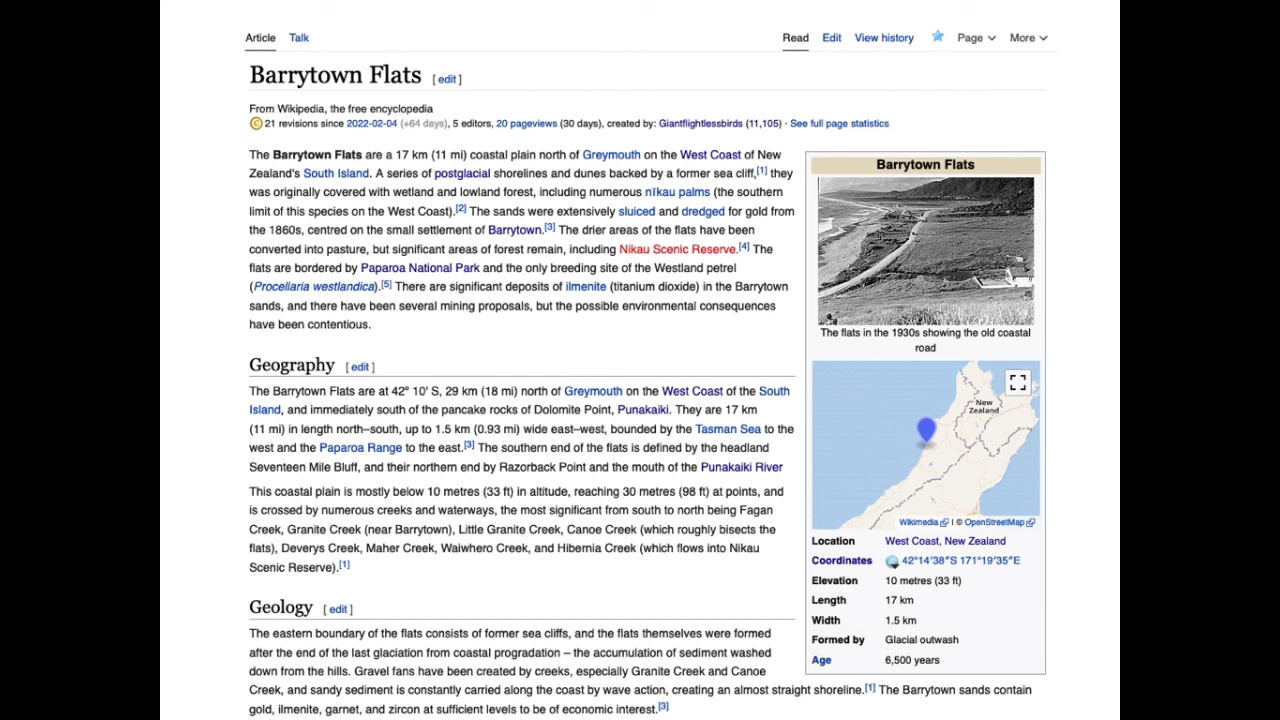 Article Talk Read Edit View history Page More
Barrytown Flats [ edit ]
From Wikipedia, the free encyclopedia
21 revisions since 2022-02-04 (+64 days), 5 editors, 20 pageviews (30 days), created by: Giantflightlessbirds (11,105) · See full page statistics
The Barrytown Flats are a 17 km (11 mi) coastal plain north of Greymouth on the West Coast of New
Zealand's South Island. A series of postglacial shorelines and dunes backed by a former sea cliff,[1] they
was originally covered with wetland and lowland forest, including numerous nīkau palms (the southern
limit of this species on the West Coast).[2] The sands were extensively sluiced and dredged for gold from
the 1860s, centred on the small settlement of Barrytown.[3] The drier areas of the flats have been
converted into pasture, but significant areas of forest remain, including Nikau Scenic Reserve.[4] The
flats are bordered by Paparoa National Park and the only breeding site of the Westland petrel
(Procellaria westlandica).[5] There are significant deposits of ilmenite (titanium dioxide) in the Barrytown
sands, and there have been several mining proposals, but the possible environmental consequences
have been contentious.
Geography [ edit ]
The Barrytown Flats are at 42° 10' S, 29 km (18 mi) north of Greymouth on the West Coast of the South
Island, and immediately south of the pancake rocks of Dolomite Point, Punakaiki. They are 17 km
(11 mi) in length north–south, up to 1.5 km (0.93 mi) wide east–west, bounded by the Tasman Sea to the
west and the Paparoa Range to the east.[3] The southern end of the flats is defined by the headland
Seventeen Mile Bluff, and their northern end by Razorback Point and the mouth of the Punakaiki River
This coastal plain is mostly below 10 metres (33 ft) in altitude, reaching 30 metres (98 ft) at points, and
is crossed by numerous creeks and waterways, the most significant from south to north being Fagan
Creek, Granite Creek (near Barrytown), Little Granite Creek, Canoe Creek (which roughly bisects the
flats), Deverys Creek, Maher Creek, Waiwhero Creek, and Hibernia Creek (which flows into Nikau
Scenic Reserve).[1]
Geology [ edit ]
The eastern boundary of the flats consists of former sea cliffs, and the flats themselves were formed
after the end of the last glaciation from coastal progradation – the accumulation of sediment washed
down from the hills. Gravel fans have been created by creeks, especially Granite Creek and Canoe
Creek, and sandy sediment is constantly carried along the coast by wave action, creating an almost straight shoreline.[1] The Barrytown sands contain
gold, ilmenite, garnet, and zircon at sufficient levels to be of economic interest.[3]
Barrytown Flats
The flats in the 1930s showing the old coastal
road
New
Zealand
Wikimedia | © OpenStreetMap
Location West Coast, New Zealand
Coordinates 42°14′38″S 171°19′35″E
Elevation 10 metres (33 ft)
Length 17 km
Width 1.5 km
Formed by Glacial outwash
Age 6,500 years